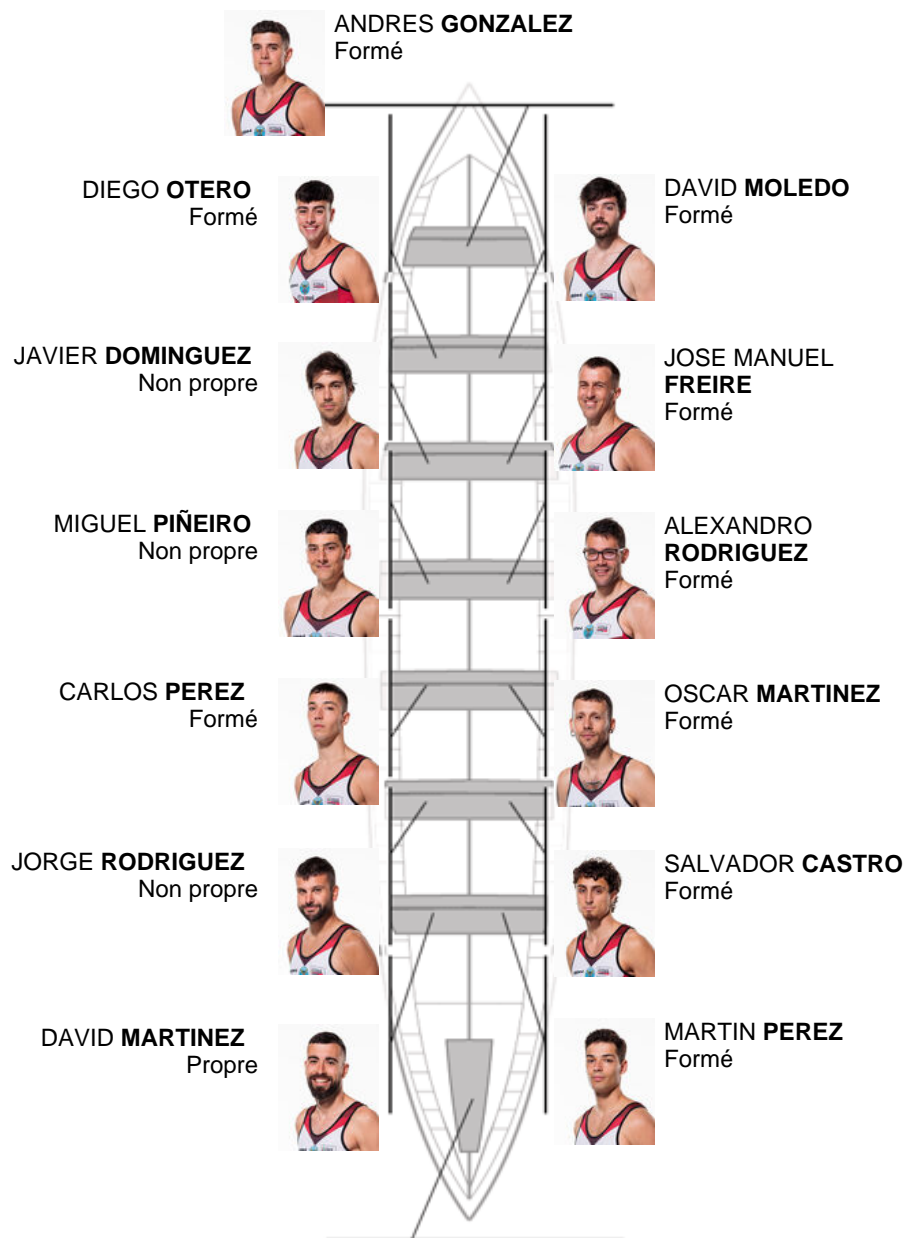 ANDRES GONZALEZ
Formé
DIEGO OTERO
Formé
DAVID MOLEDO
Formé
JAVIER DOMINGUEZ
Non propre
JOSE MANUEL
FREIRE
Formé
MIGUEL PIÑEIRO
Non propre
ALEXANDRO
RODRIGUEZ
Formé
CARLOS PEREZ
Formé
OSCAR MARTINEZ
Formé
JORGE RODRIGUEZ
Non propre
SALVADOR CASTRO
Formé
DAVID MARTINEZ
Propre
MARTIN PEREZ
Formé